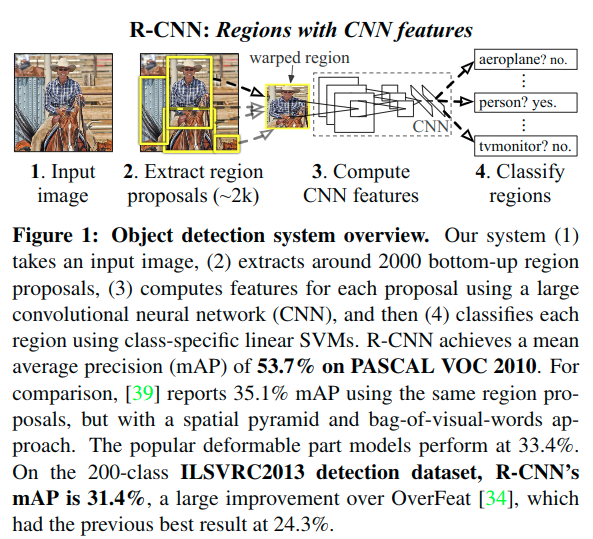 R-CNN: Regions with CNN features
warped region
aeroplane? no.
⋮
person? yes.
⋮
tvmonitor? no.
CNN
1. Input
image
2. Extract region
proposals (~2k)
3. Compute
CNN features
4. Classify
regions
Figure 1: Object detection system overview. Our system (1)
takes an input image, (2) extracts around 2000 bottom-up region
proposals, (3) computes features for each proposal using a large
convolutional neural network (CNN), and then (4) classifies each
region using class-specific linear SVMs. R-CNN achieves a mean
average precision (mAP) of 53.7% on PASCAL VOC 2010. For
comparison, [39] reports 35.1% mAP using the same region pro-
posals, but with a spatial pyramid and bag-of-visual-words ap-
proach. The popular deformable part models perform at 33.4%.
On the 200-class ILSVRC2013 detection dataset, R-CNN’s
mAP is 31.4%, a large improvement over OverFeat [34], which
had the previous best result at 24.3%.